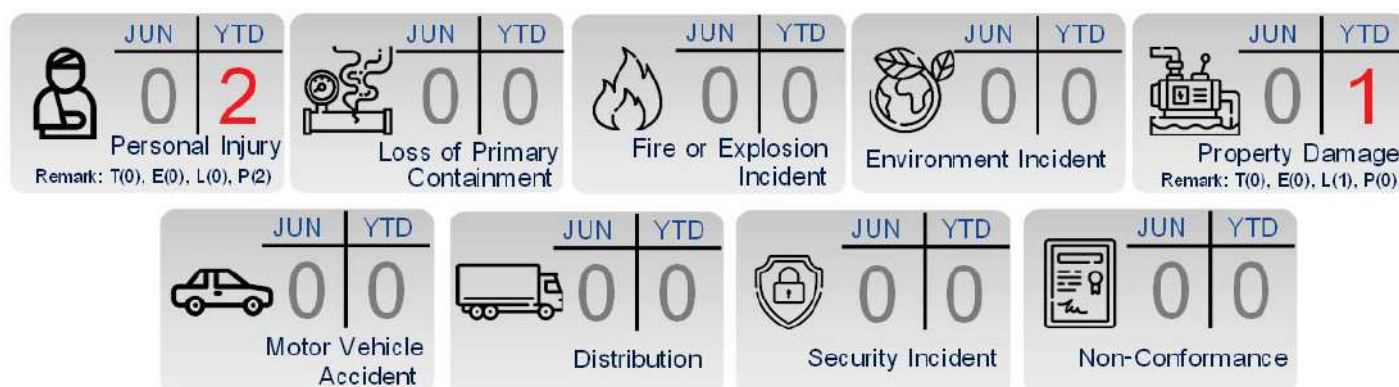 JUN YTD
0 2
Personal Injury
Remark: T(0), E(0), L(0), P(2)
JUN YTD
0 0
Loss of Primary
Containment
JUN YTD
0 0
Fire or Explosion
Incident
JUN YTD
0 0
Environment Incident
JUN YTD
0 1
Property Damage
Remark: T(0), E(0), L(1), P(0)
JUN YTD
0 0
Motor Vehicle
Accident
JUN YTD
0 0
Distribution
JUN YTD
0 0
Security Incident
JUN YTD
0 0
Non-Conformance